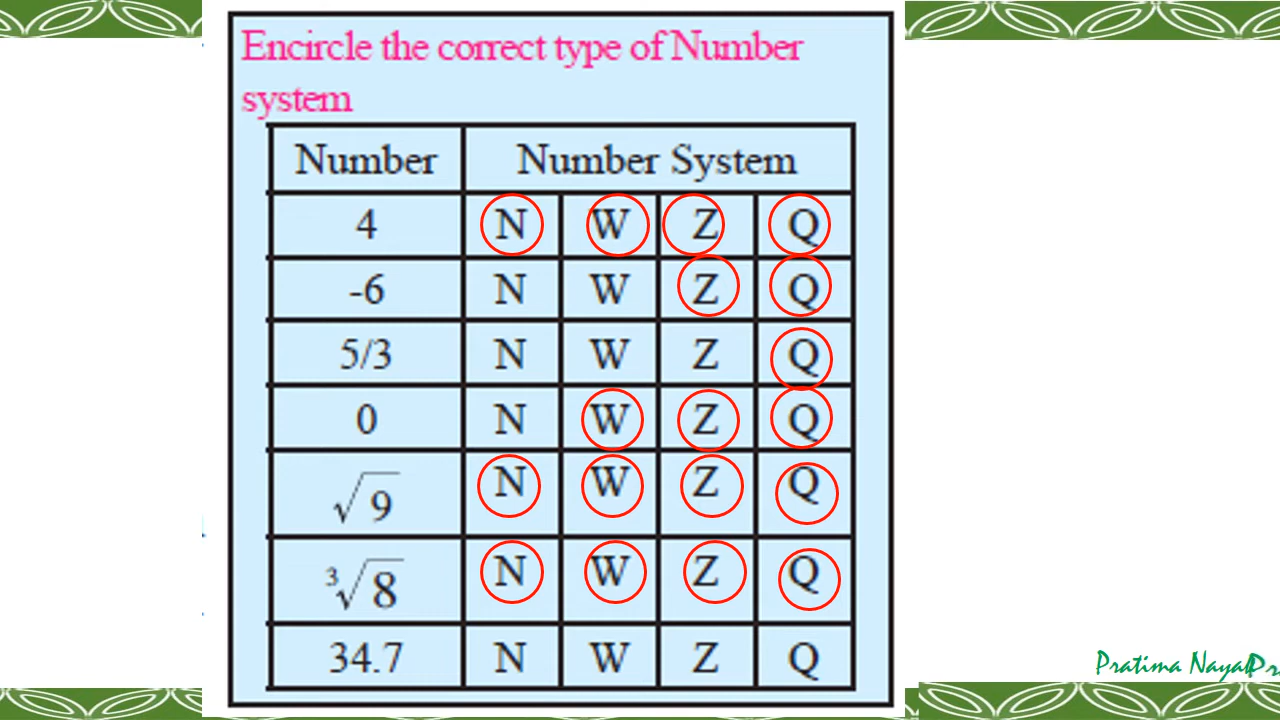 Encircle the correct type of Number
system
Number Number System
4 N W Z Q
-6 N W Z Q
5/3 N W Z Q
0 N W Z Q
√9 N W Z Q
∛8 N W Z Q
34.7 N W Z Q
Pratima Nayak